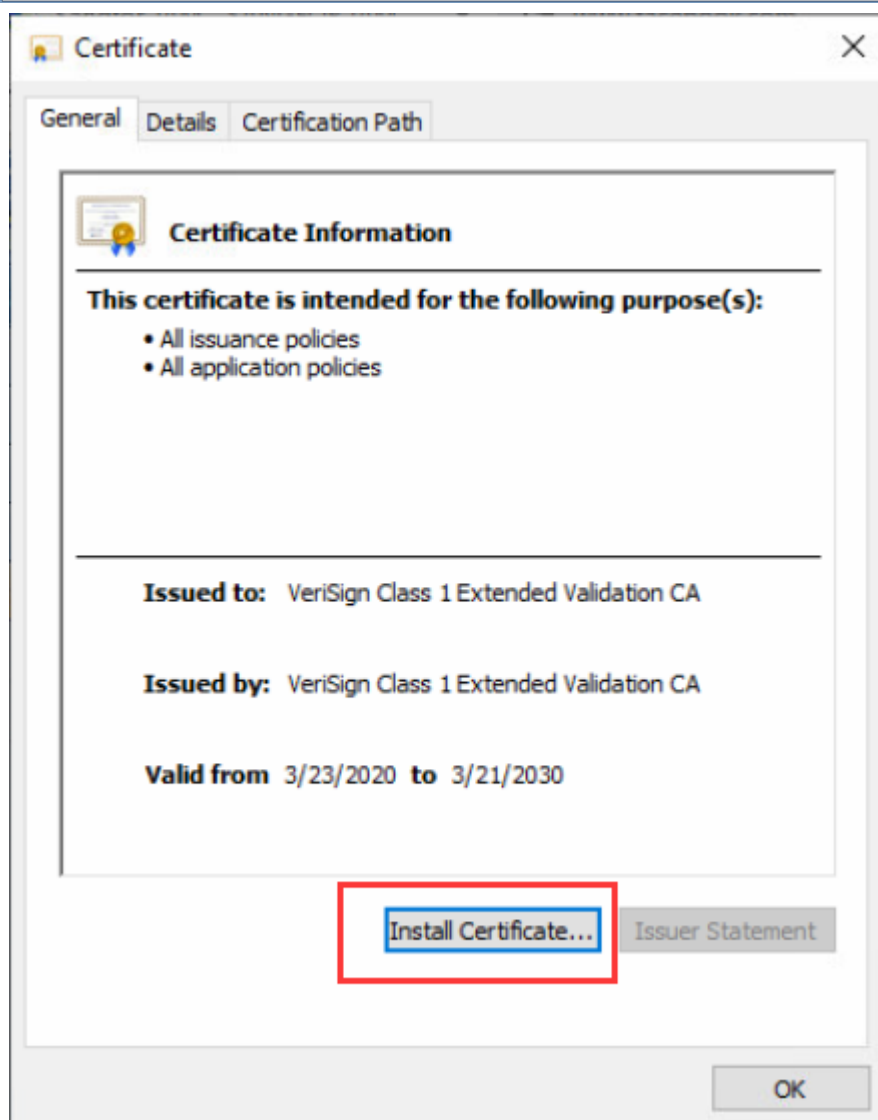 Certificate
General Details Certification Path
Certificate Information
This certificate is intended for the following purpose(s):
• All issuance policies
• All application policies
Issued to: VeriSign Class 1 Extended Validation CA
Issued by: VeriSign Class 1 Extended Validation CA
Valid from 3/23/2020 to 3/21/2030
Install Certificate... Issuer Statement
OK